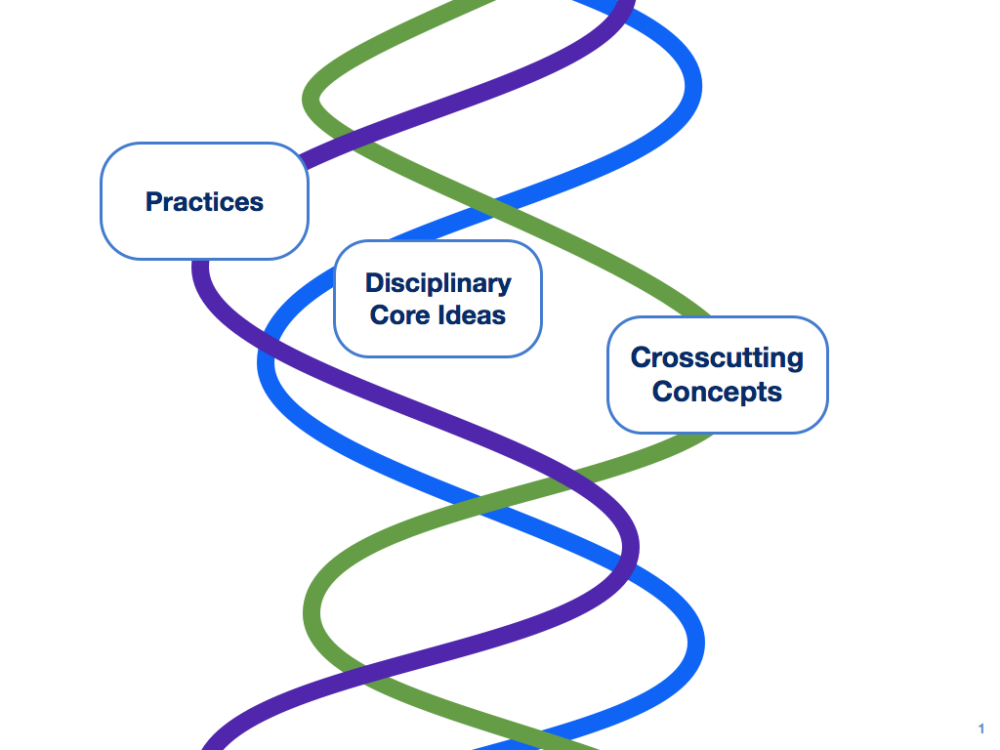 Practices
Disciplinary
Core Ideas
Crosscutting
Concepts
1